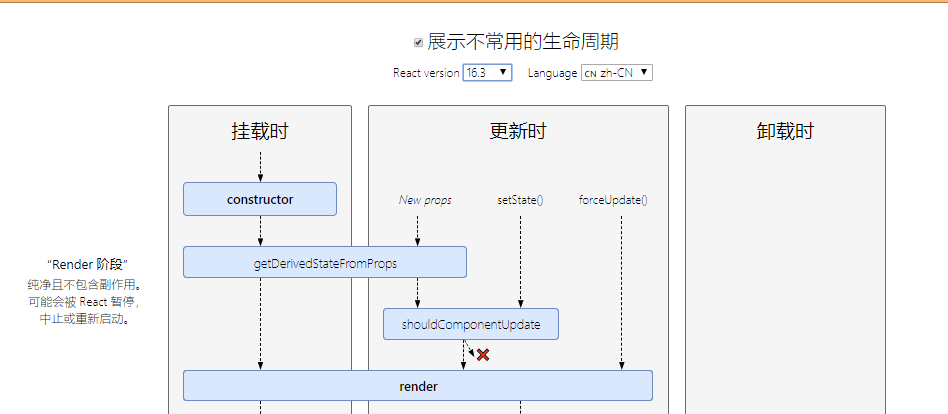 展示不常用的生命周期
React version 16.3 Language CN zh-CN
挂载时 更新时 卸载时
constructor New props setState() forceUpdate()
“Render 阶段” getDerivedStateFromProps
纯净且不包含副作用。
可能会被 React 暂停，
中止或重新启动。
shouldComponentUpdate
render